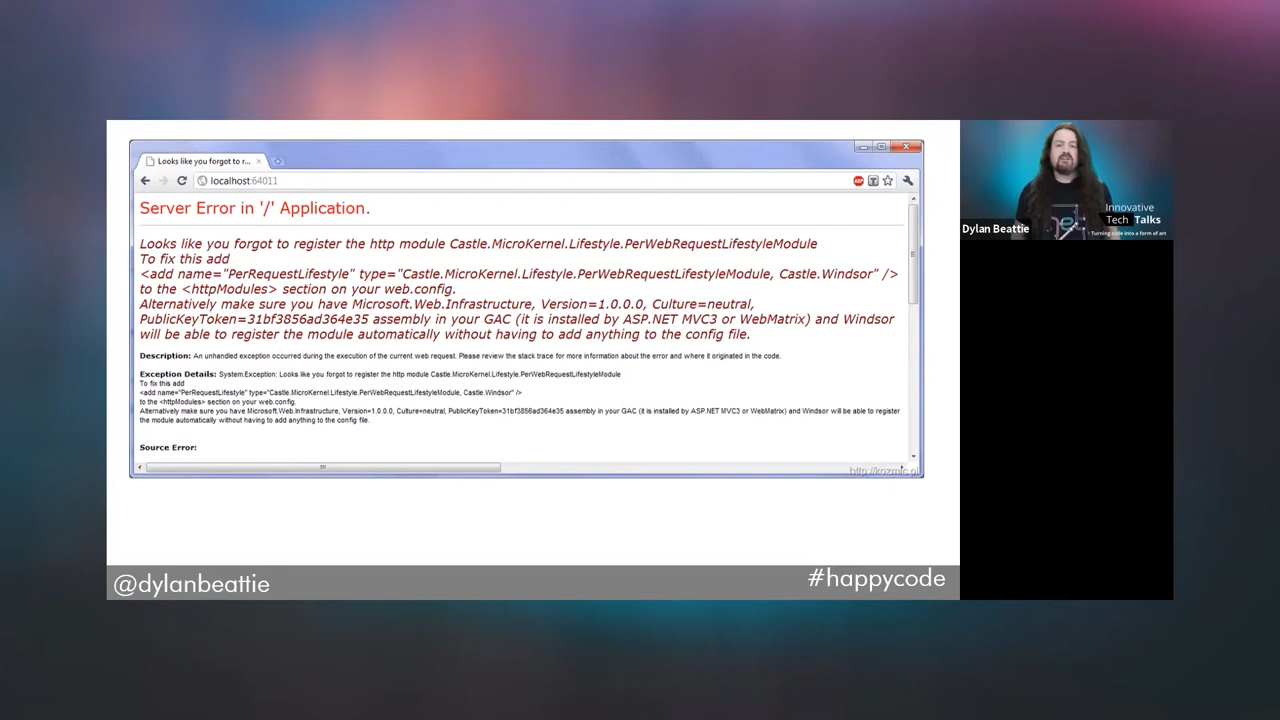 Looks like you forgot to r...
localhost:64011
ABP
Server Error in '/' Application.
Looks like you forgot to register the http module Castle.MicroKernel.Lifestyle.PerWebRequestLifestyleModule
To fix this add
<add name="PerRequestLifestyle" type="Castle.MicroKernel.Lifestyle.PerWebRequestLifestyleModule, Castle.Windsor" />
to the <httpModules> section on your web.config.
Alternatively make sure you have Microsoft.Web.Infrastructure, Version=1.0.0.0, Culture=neutral,
PublicKeyToken=31bf3856ad364e35 assembly in your GAC (it is installed by ASP.NET MVC3 or WebMatrix) and Windsor
will be able to register the module automatically without having to add anything to the config file.
Description: An unhandled exception occurred during the execution of the current web request. Please review the stack trace for more information about the error and where it originated in the code.
Exception Details: System.Exception: Looks like you forgot to register the http module Castle.MicroKernel.Lifestyle.PerWebRequestLifestyleModule
To fix this add
<add name="PerRequestLifestyle" type="Castle.MicroKernel.Lifestyle.PerWebRequestLifestyleModule, Castle.Windsor" />
to the <httpModules> section on your web.config.
Alternatively make sure you have Microsoft.Web.Infrastructure, Version=1.0.0.0, Culture=neutral, PublicKeyToken=31bf3856ad364e35 assembly in your GAC (it is installed by ASP.NET MVC3 or WebMatrix) and Windsor will be able to register
the module automatically without having to add anything to the config file.
Source Error:
http://kozmic.pl
@dylanbeattie
#happycode
Dylan Beattie
Innovative
Tech Talks
Turning code into a form of art